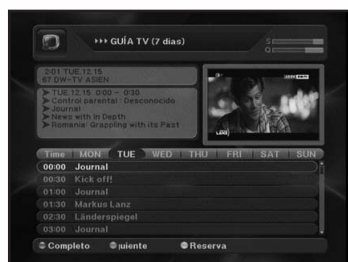 ▸▸▸ GUÍA TV (7 dias)
S
Q
2/01 TUE.12.15
67 DW-TV ASIEN
➤ TUE.12.15 0:00 - 0:30
➤ Control parental : Desconocido
➤ Journal
➤ News with In Depth
➤ Romania: Grappling with its Past
Time MON TUE WED THU FRI SAT SUN
00:00 Journal
00:30 Kick off!
01:00 Journal
01:30 Markus Lanz
02:30 Länderspiegel
03:00 Journal
Completo iuiente Reserva